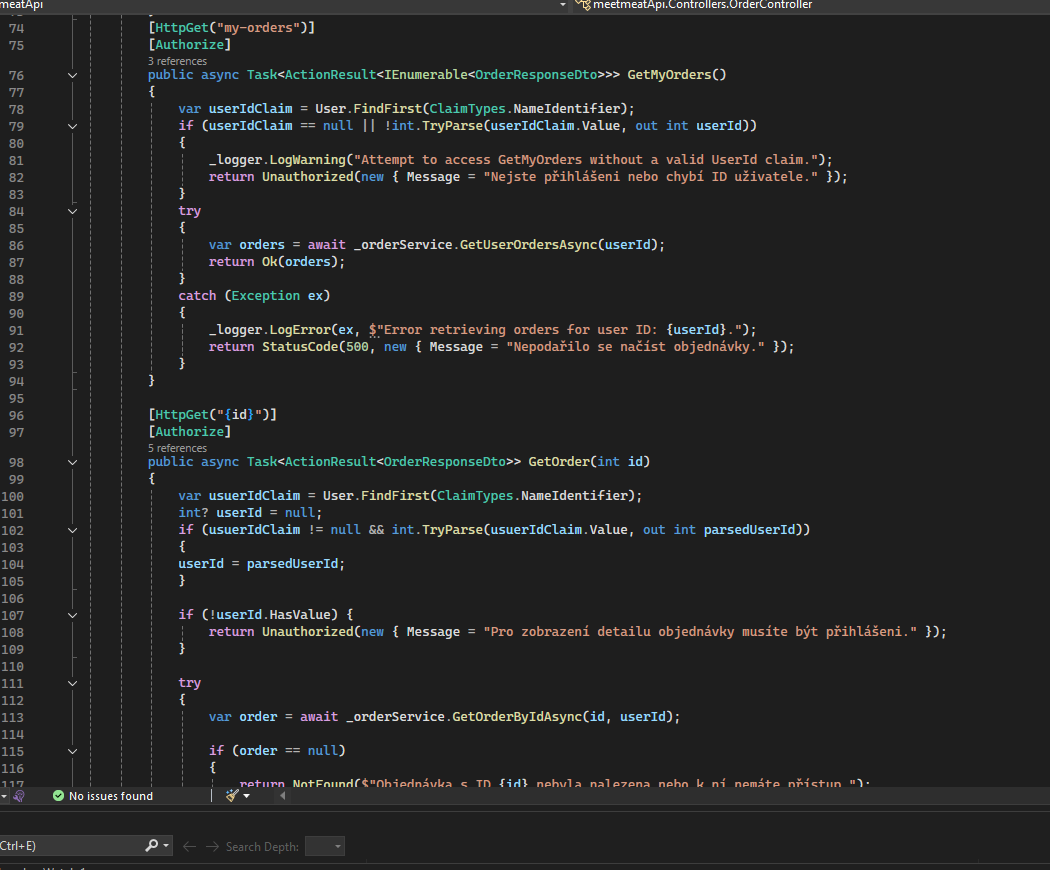 meatApi
meetmeatApi.Controllers.OrderController
74 [HttpGet("my-orders")]
75 [Authorize]
3 references
76 public async Task<ActionResult<IEnumerable<OrderResponseDto>>> GetMyOrders()
77 {
78 var userIdClaim = User.FindFirst(ClaimTypes.NameIdentifier);
79 if (userIdClaim == null || !int.TryParse(userIdClaim.Value, out int userId))
80 {
81 _logger.LogWarning("Attempt to access GetMyOrders without a valid UserId claim.");
82 return Unauthorized(new { Message = "Nejste přihlášeni nebo chybí ID uživatele." });
83 }
84 try
85 {
86 var orders = await _orderService.GetUserOrdersAsync(userId);
87 return Ok(orders);
88 }
89 catch (Exception ex)
90 {
91 _logger.LogError(ex, $"Error retrieving orders for user ID: {userId}.");
92 return StatusCode(500, new { Message = "Nepodařilo se načíst objednávky." });
93 }
94 }
95
96 [HttpGet("{id}")]
97 [Authorize]
5 references
98 public async Task<ActionResult<OrderResponseDto>> GetOrder(int id)
99 {
100 var usuerIdClaim = User.FindFirst(ClaimTypes.NameIdentifier);
101 int? userId = null;
102 if (usuerIdClaim != null && int.TryParse(usuerIdClaim.Value, out int parsedUserId))
103 {
104 userId = parsedUserId;
105 }
106
107 if (!userId.HasValue) {
108 return Unauthorized(new { Message = "Pro zobrazení detailu objednávky musíte být přihlášeni." });
109 }
110
111 try
112 {
113 var order = await _orderService.GetOrderByIdAsync(id, userId);
114
115 if (order == null)
116 {
117 return NotFound($"Objednávka s ID {id} nebyla nalezena nebo k ní nemáte přístup.");
No issues found
Ctrl+E)
Search Depth: